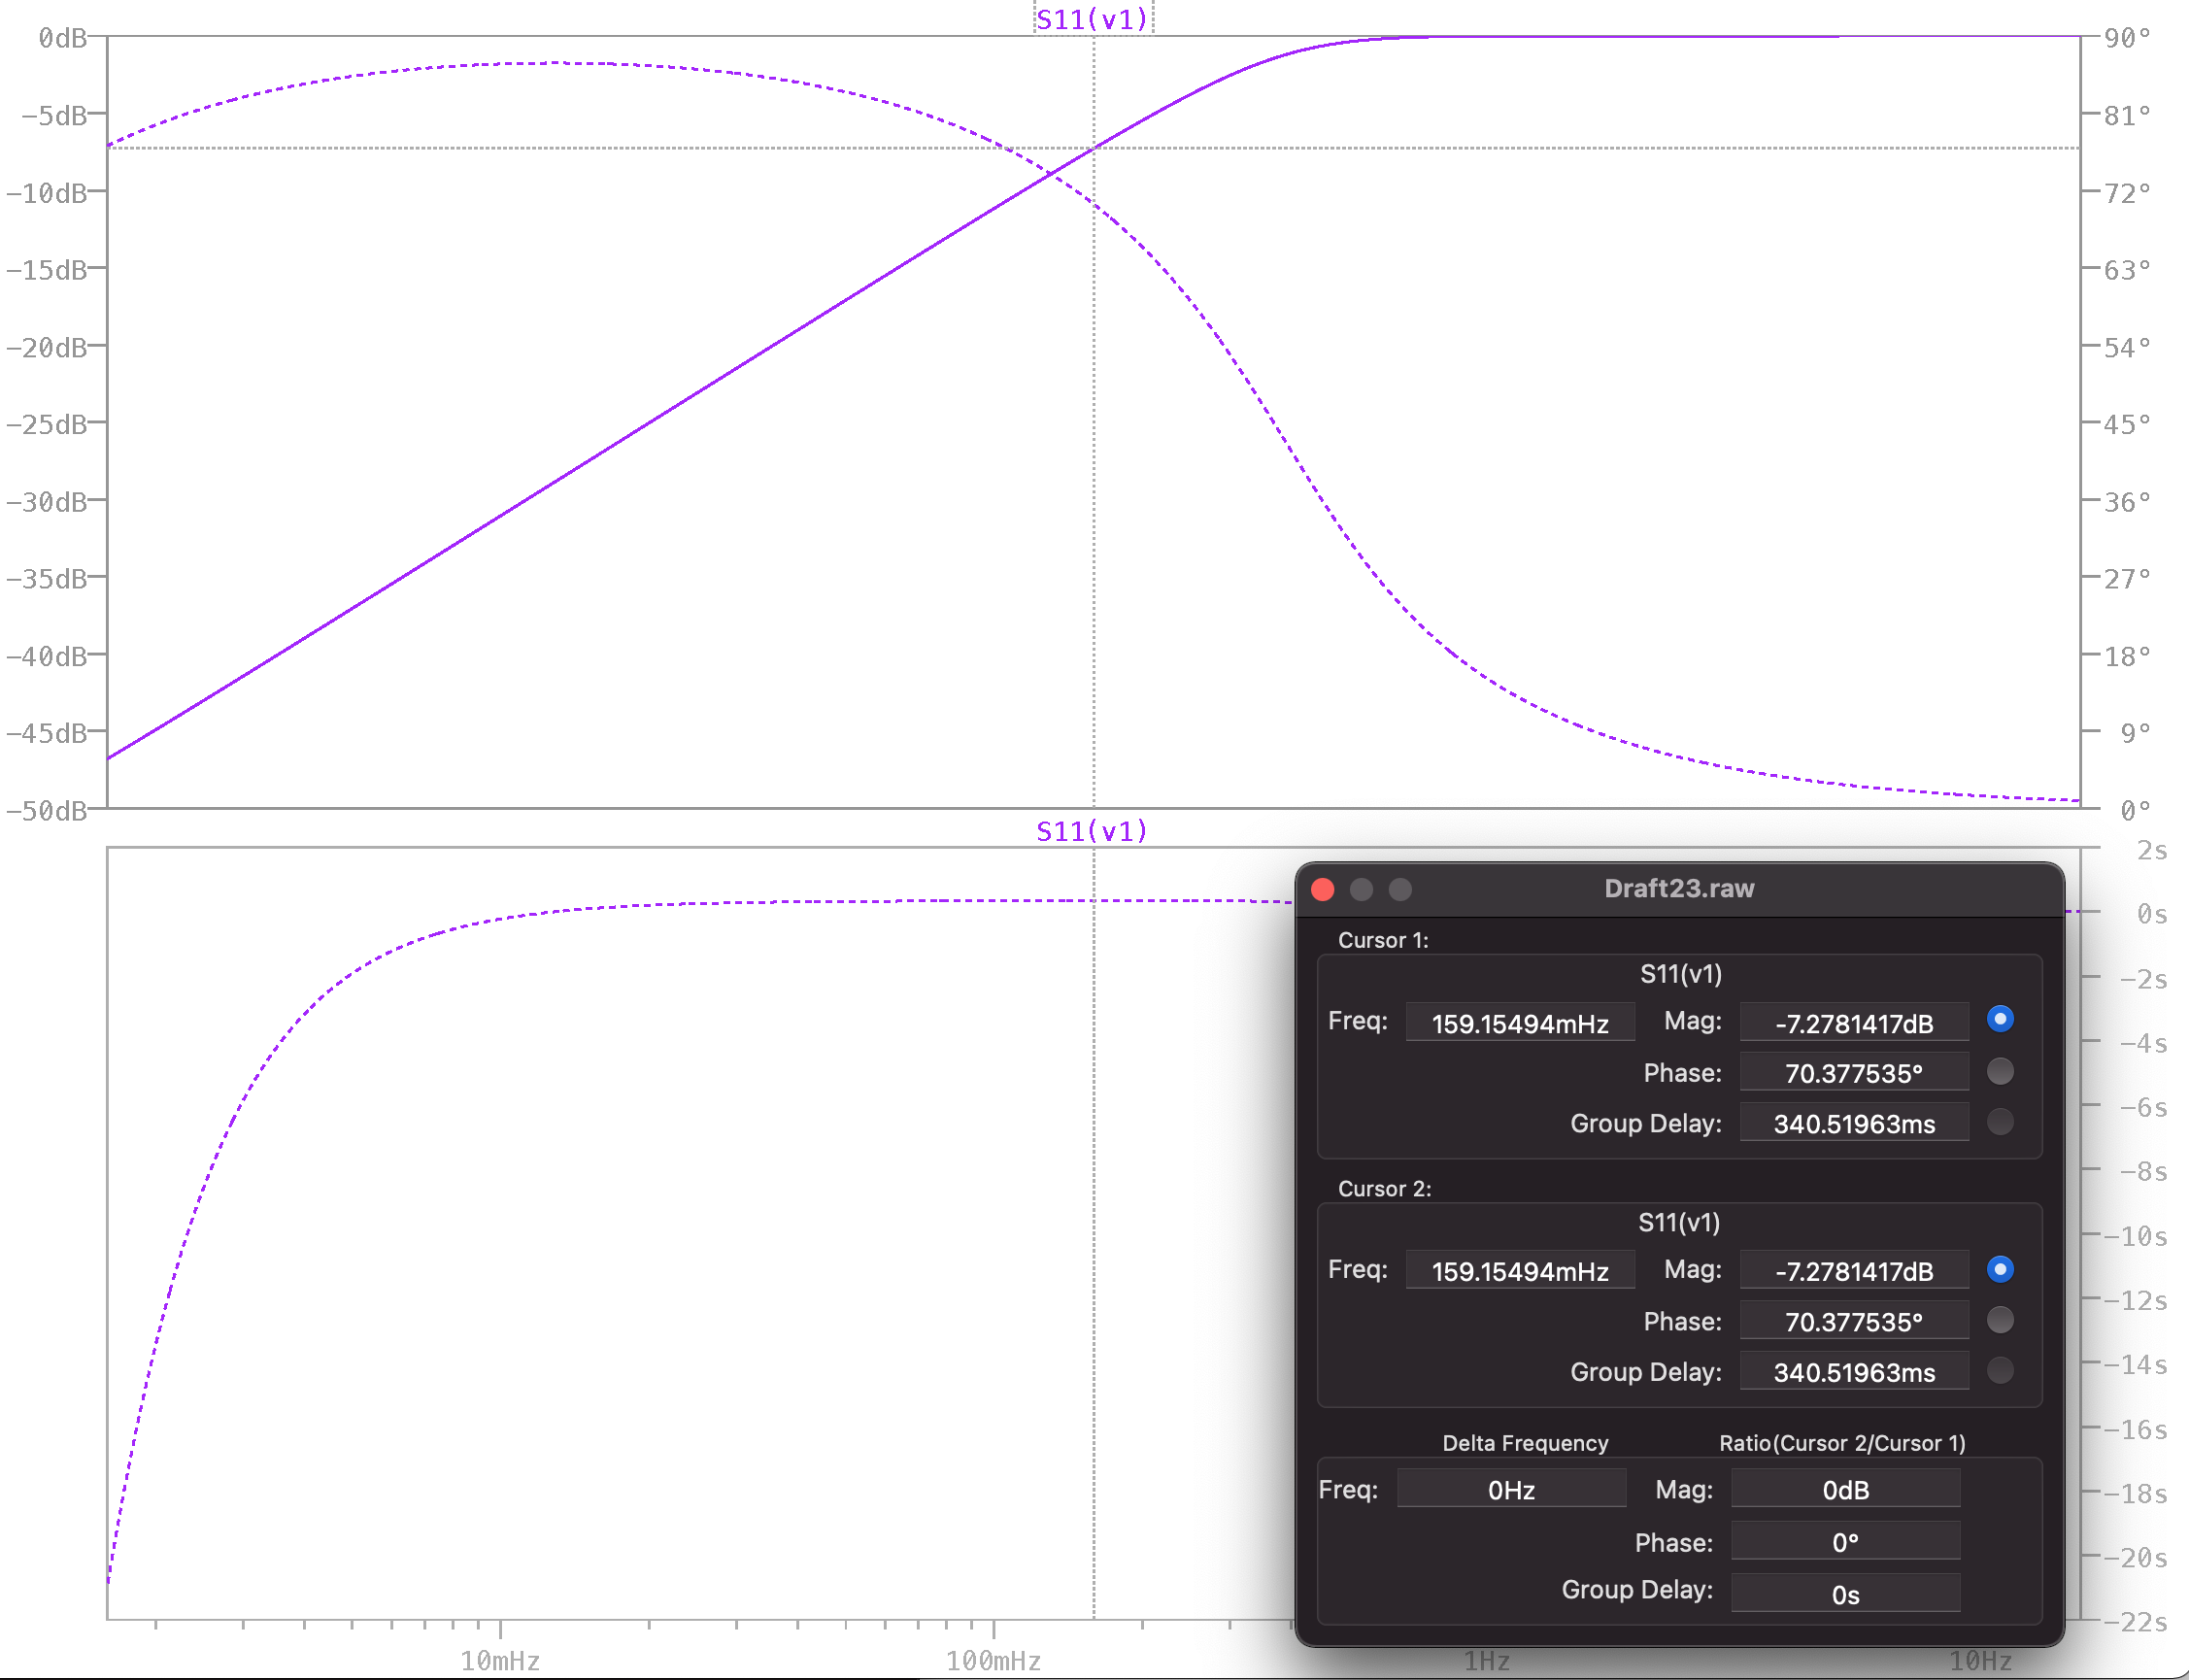 S11(v1)
0dB
-5dB
-10dB
-15dB
-20dB
-25dB
-30dB
-35dB
-40dB
-45dB
-50dB
90°
81°
72°
63°
54°
45°
36°
27°
18°
9°
0°
S11(v1)
2s
0s
-2s
-4s
-6s
-8s
-10s
-12s
-14s
-16s
-18s
-20s
-22s
10mHz
100mHz
1Hz
10Hz
Draft23.raw
Cursor 1:
S11(v1)
Freq: 159.15494mHz Mag: -7.2781417dB
Phase: 70.377535°
Group Delay: 340.51963ms
Cursor 2:
S11(v1)
Freq: 159.15494mHz Mag: -7.2781417dB
Phase: 70.377535°
Group Delay: 340.51963ms
Delta Frequency Ratio(Cursor 2/Cursor 1)
Freq: 0Hz Mag: 0dB
Phase: 0°
Group Delay: 0s